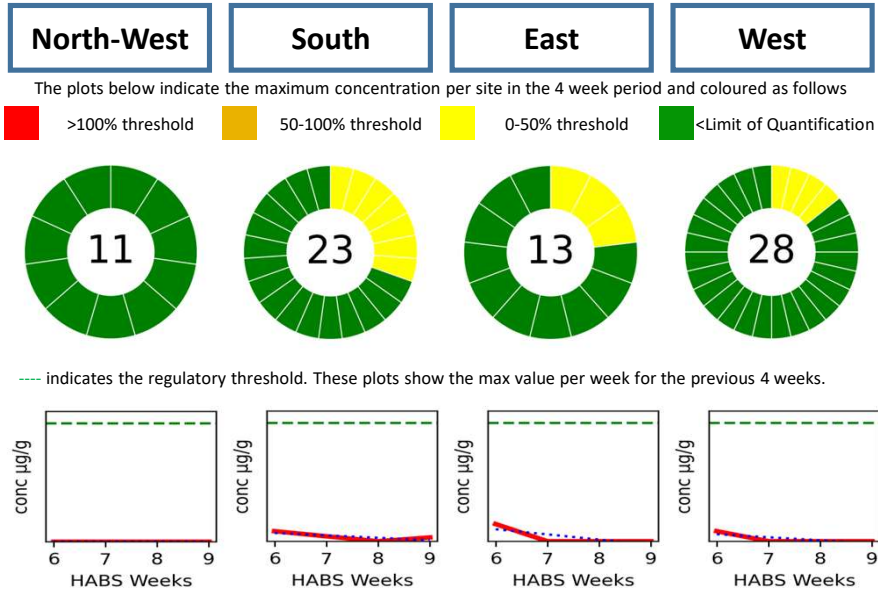 North-West South East West
The plots below indicate the maximum concentration per site in the 4 week period and coloured as follows
>100% threshold 50-100% threshold 0-50% threshold <Limit of Quantification
11 23 13 28
---- indicates the regulatory threshold. These plots show the max value per week for the previous 4 weeks.
conc µg/g conc µg/g conc µg/g conc µg/g
6 7 8 9 6 7 8 9 6 7 8 9 6 7 8 9
HABS Weeks HABS Weeks HABS Weeks HABS Weeks